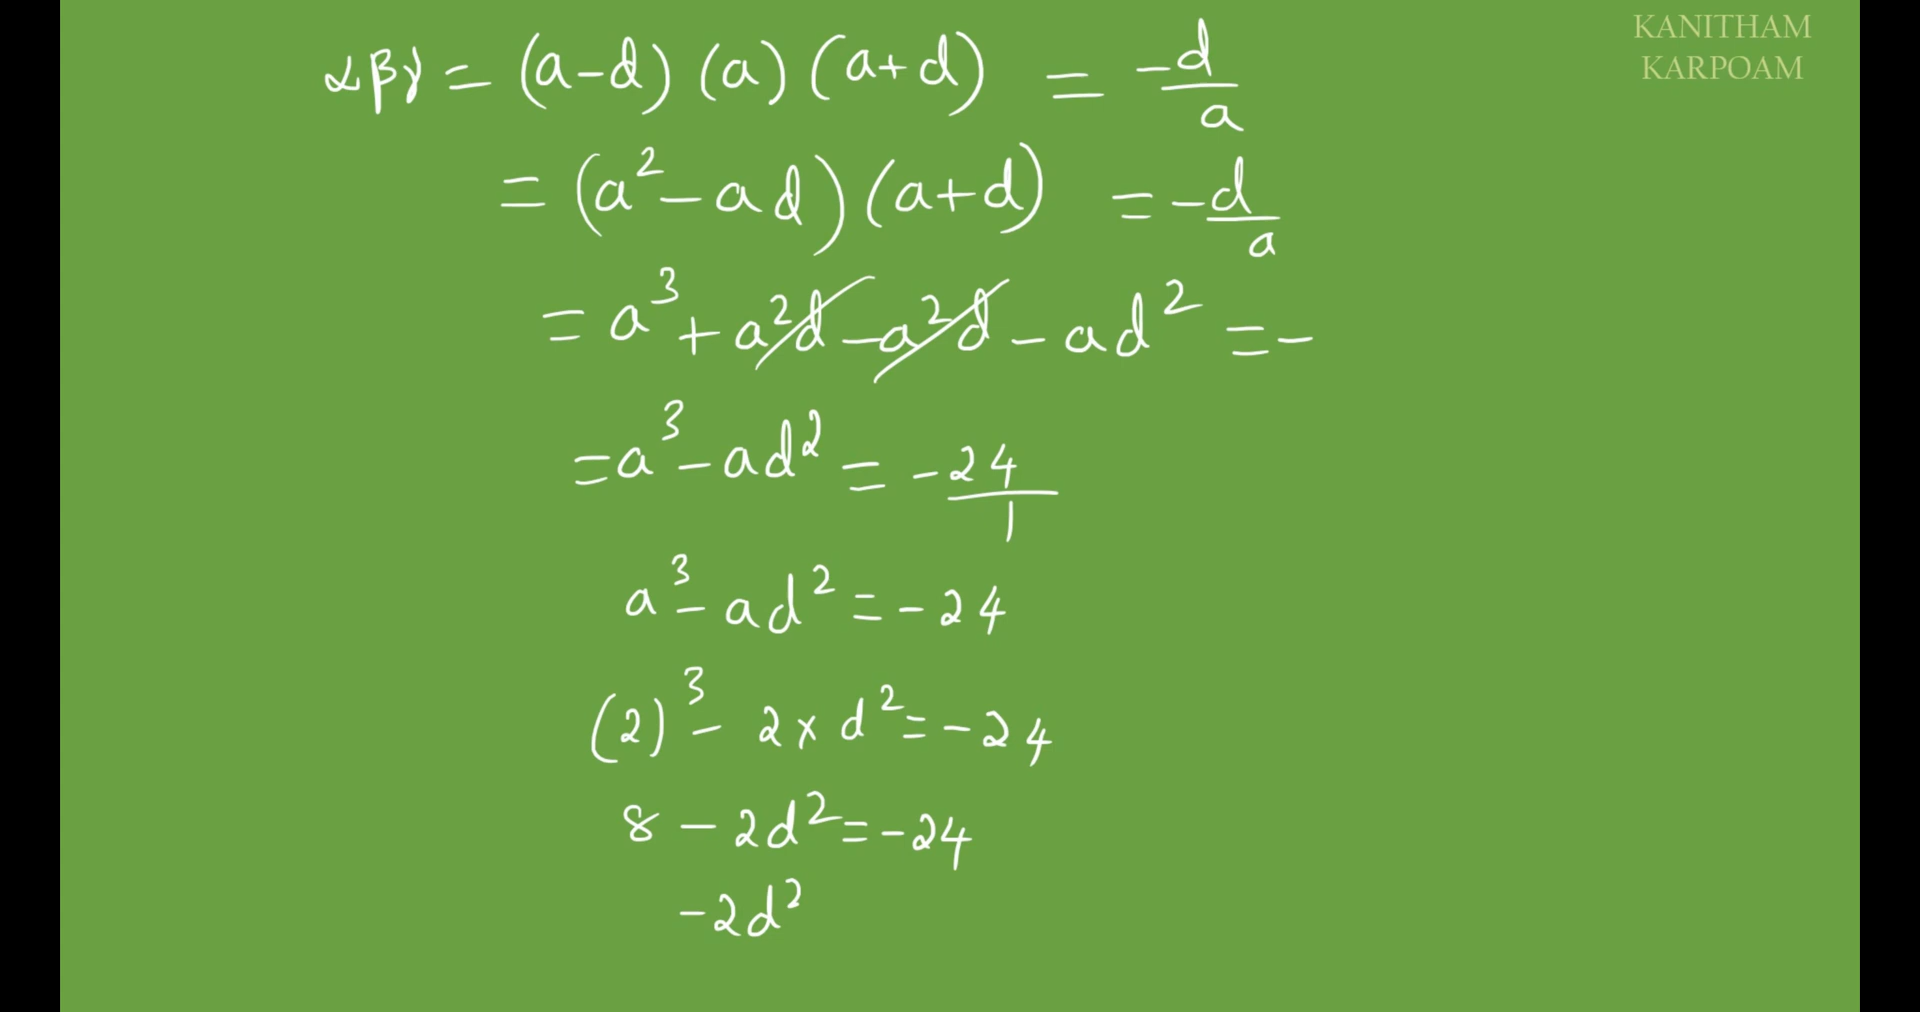 KANITHAM
KARPOAM
αβγ = (a-d) (a) (a+d) = -d/a
= (a² - ad) (a+d) = -d/a
= a³ + a²d - a²d - ad² = -
= a³ - ad² = -24/1
a³ - ad² = -24
(2)³ - 2 × d² = -24
8 - 2d² = -24
-2d²